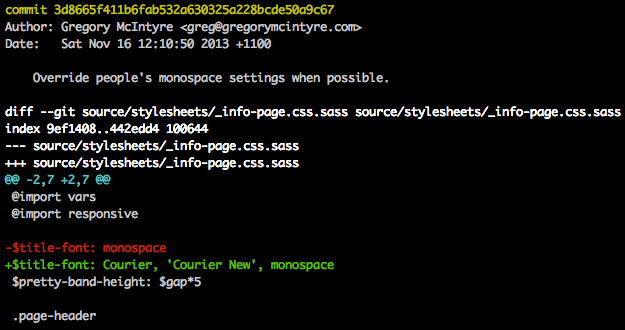 commit 3d8665f411b6fab532a630325a228bcde50a9c67
Author: Gregory McIntyre <greg@gregorymcintyre.com>
Date:   Sat Nov 16 12:10:50 2013 +1100

    Override people's monospace settings when possible.

diff --git source/stylesheets/_info-page.css.sass source/stylesheets/_info-page.css.sass
index 9ef1408..442edd4 100644
--- source/stylesheets/_info-page.css.sass
+++ source/stylesheets/_info-page.css.sass
@@ -2,7 +2,7 @@
 @import vars
 @import responsive

-$title-font: monospace
+$title-font: Courier, 'Courier New', monospace
 $pretty-band-height: $gap*5

 .page-header